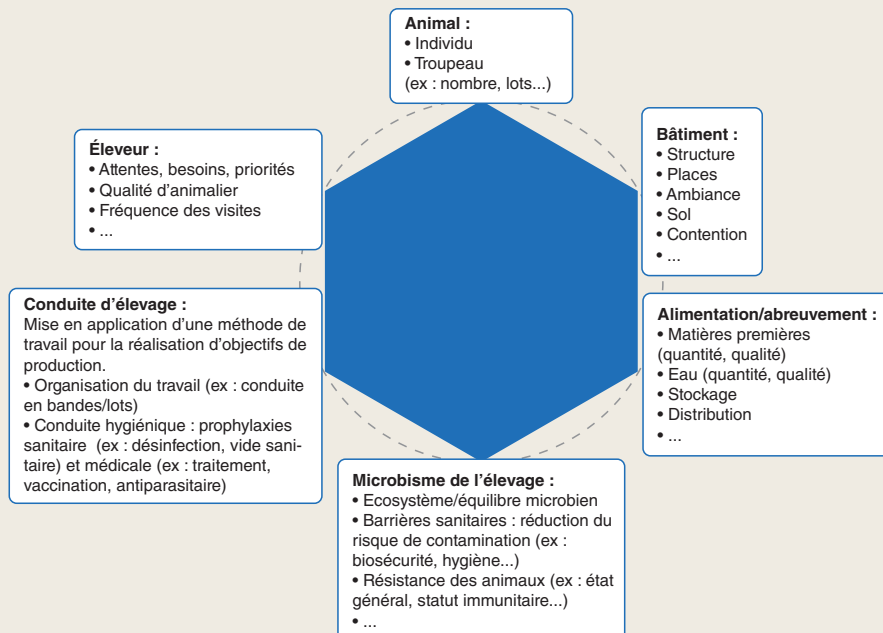 Animal :
• Individu
• Troupeau
(ex : nombre, lots...)
Bâtiment :
• Structure
• Places
• Ambiance
• Sol
• Contention
• ...
Éleveur :
• Attentes, besoins, priorités
• Qualité d'animalier
• Fréquence des visites
• ...
Conduite d'élevage :
Mise en application d'une méthode de
travail pour la réalisation d'objectifs de
production.
• Organisation du travail (ex : conduite
en bandes/lots)
• Conduite hygiénique : prophylaxies
sanitaire (ex : désinfection, vide sani-
taire) et médicale (ex : traitement,
vaccination, antiparasitaire)
Alimentation/abreuvement :
• Matières premières
(quantité, qualité)
• Eau (quantité, qualité)
• Stockage
• Distribution
• ...
Microbisme de l'élevage :
• Ecosystème/équilibre microbien
• Barrières sanitaires : réduction du
risque de contamination (ex :
biosécurité, hygiène...)
• Résistance des animaux (ex : état
général, statut immunitaire...)
• ...